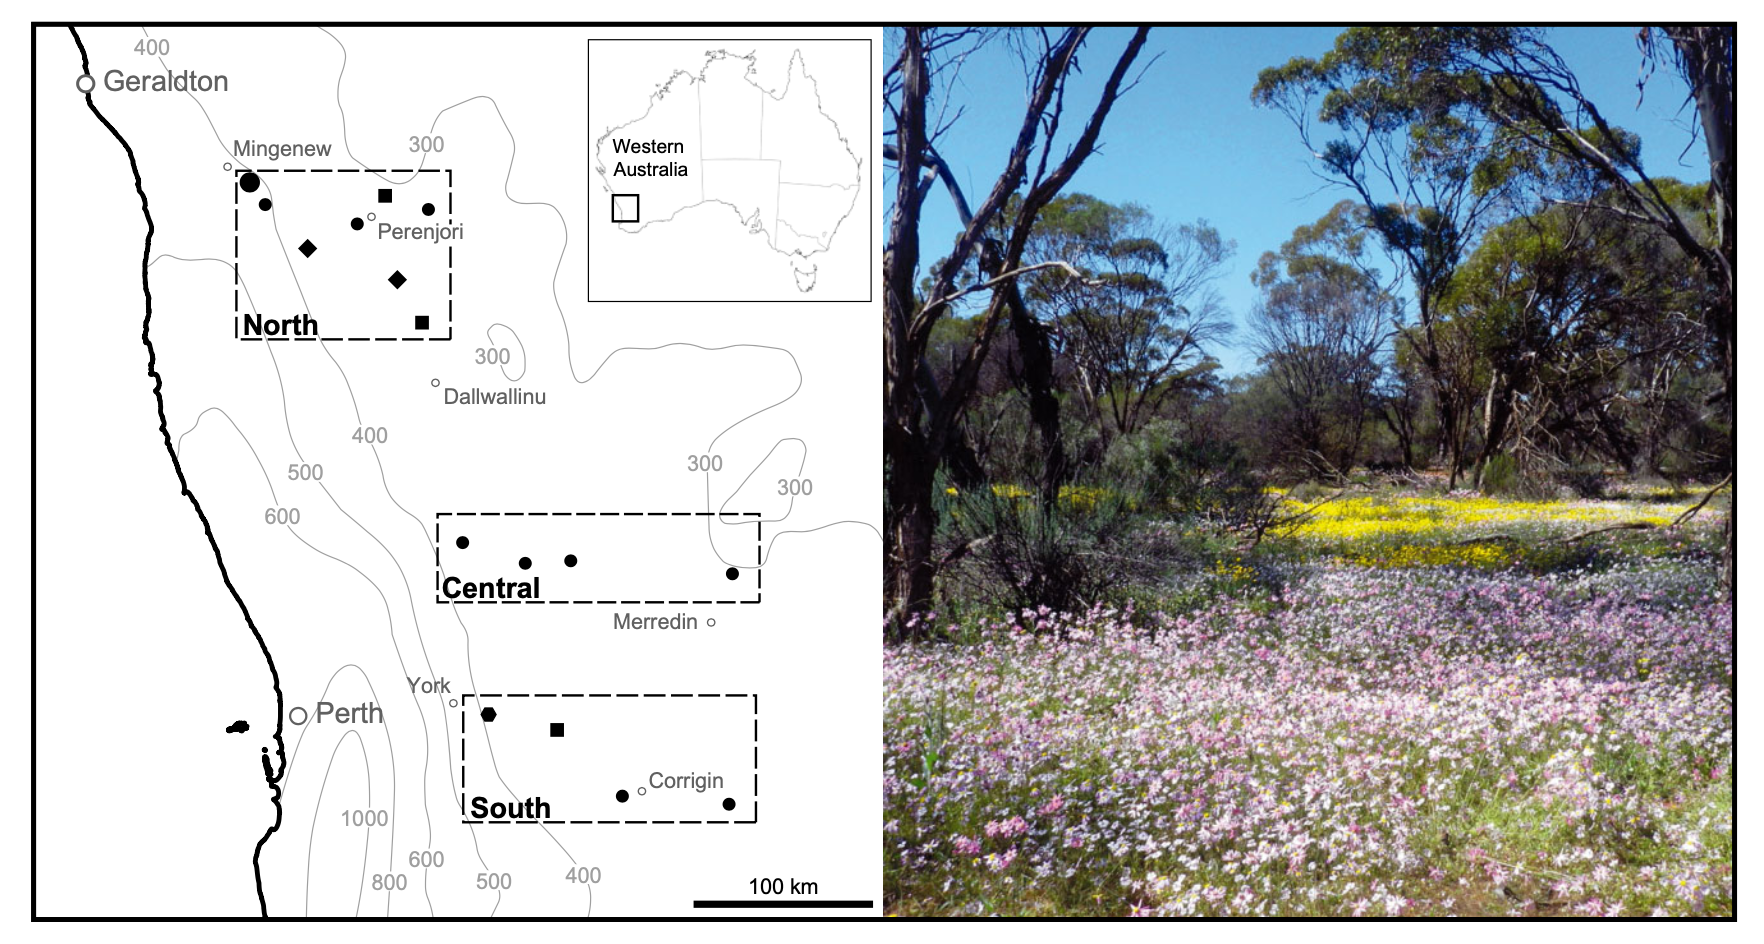 400
Geraldton
Mingenew
300
Western
Australia
Perenjori
North
300
Dallwallinu
400
300
500
300
600
Central
Merredin
York
Perth
Corrigin
South
1000
600
800
500
400
100 km